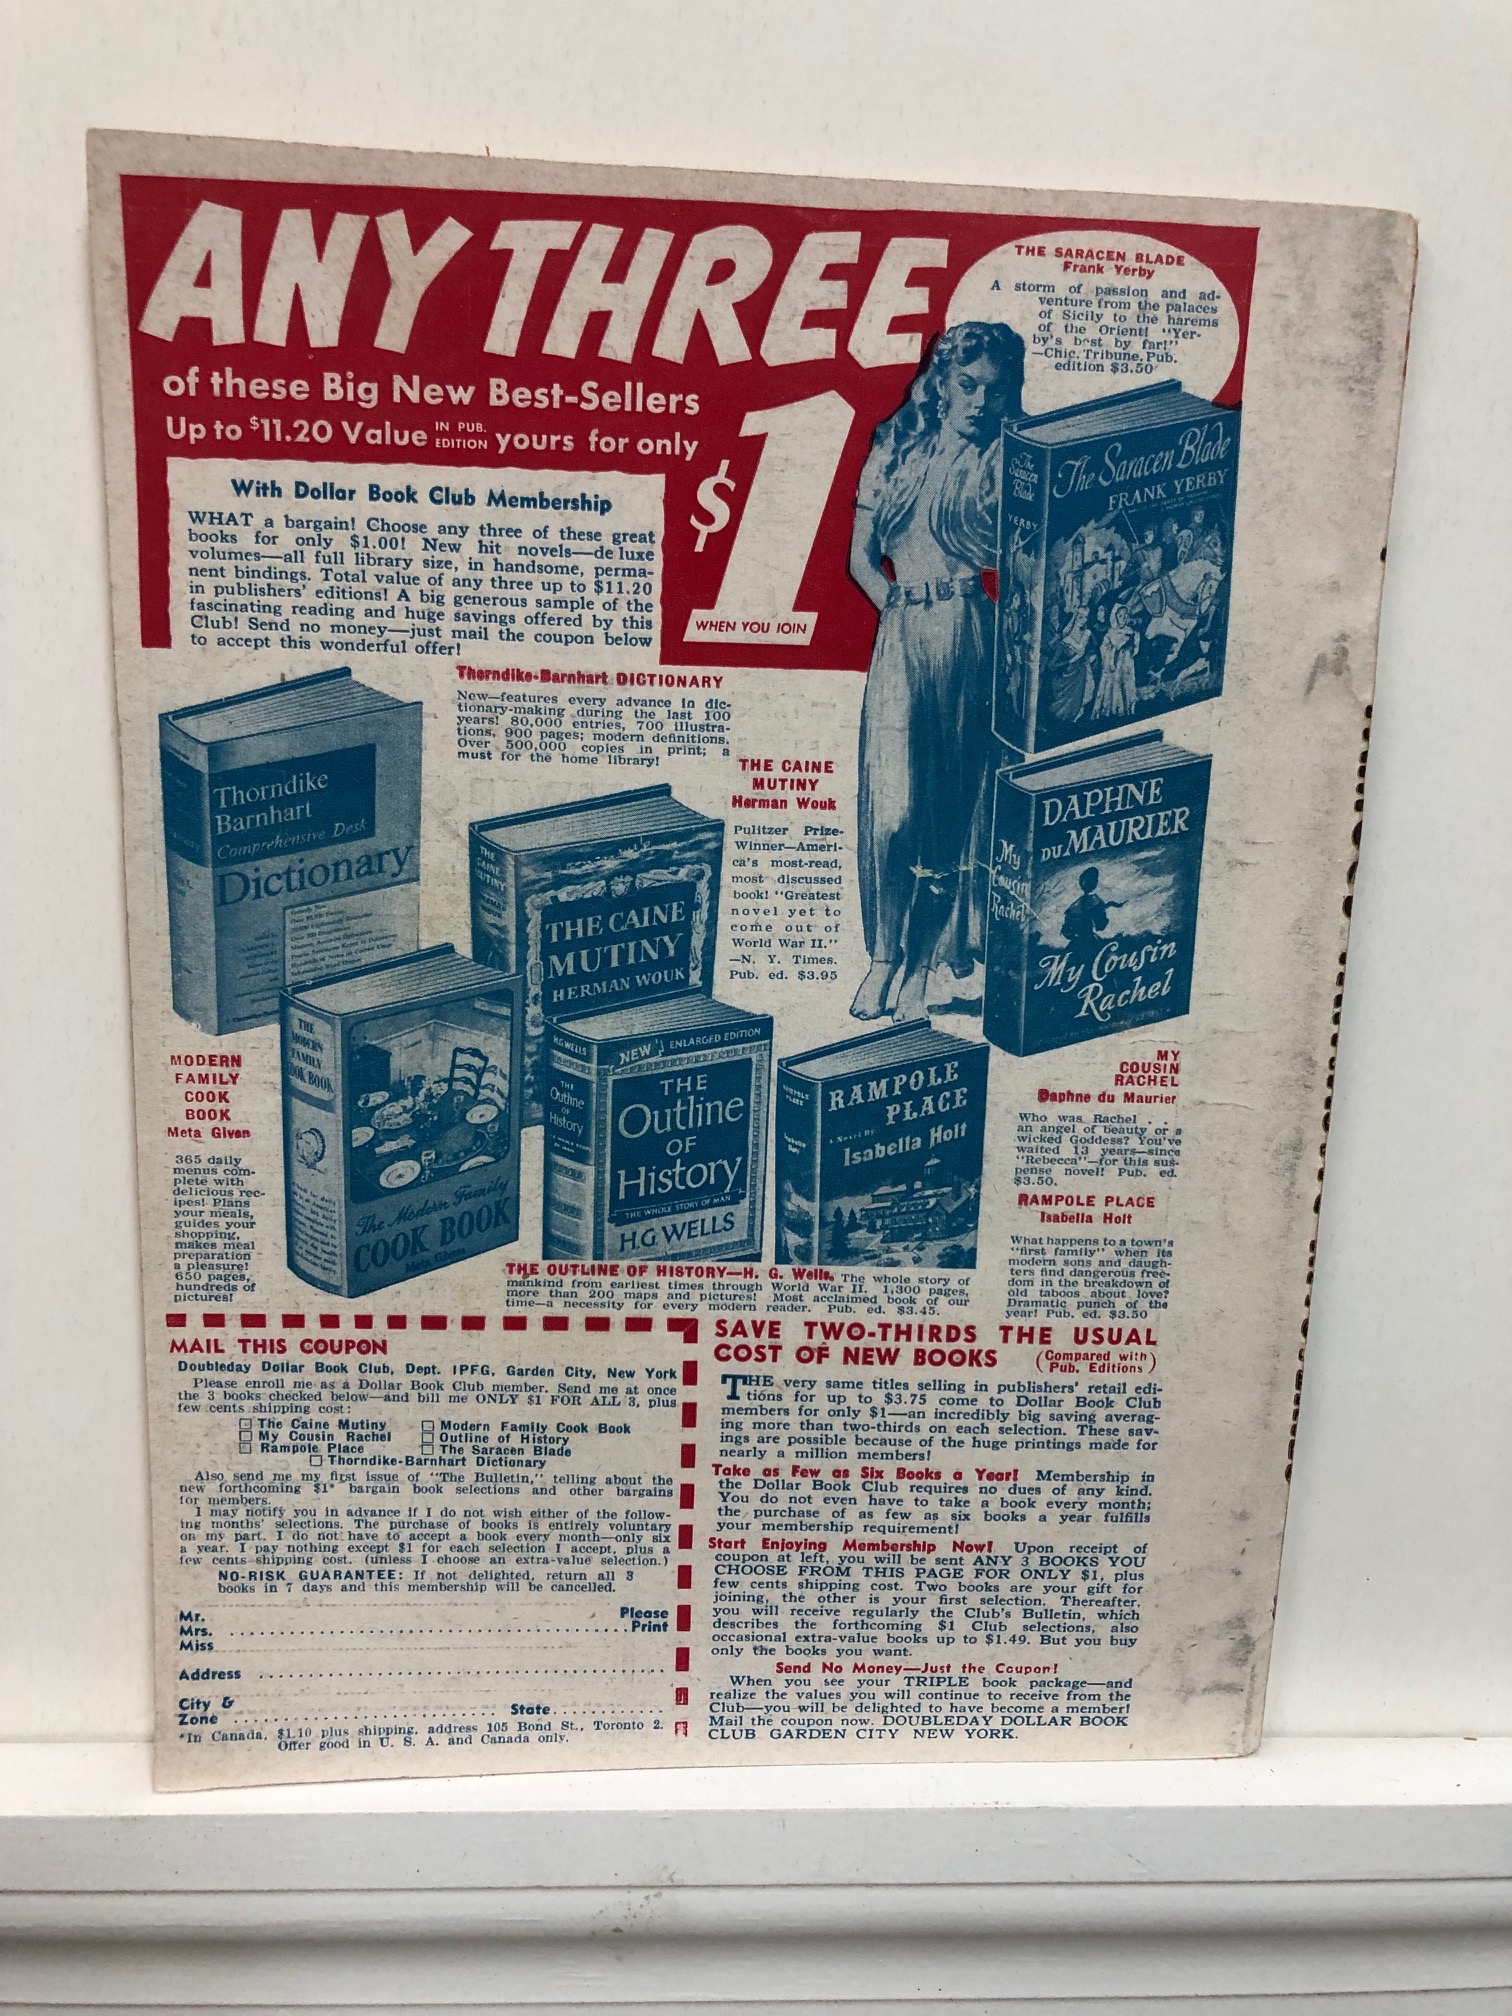 ANY THREE
of these Big New Best-Sellers
Up to $11.20 Value IN PUB. EDITION yours for only
$1
WHEN YOU JOIN
With Dollar Book Club Membership
WHAT a bargain! Choose any three of these great
books for only $1.00! New hit novels—de luxe
volumes—all full library size, in handsome, perma-
nent bindings. Total value of any three up to $11.20
in publishers' editions! A big generous sample of the
fascinating reading and huge savings offered by this
Club! Send no money—just mail the coupon below
to accept this wonderful offer!
THE SARACEN BLADE
Frank Yerby
A storm of passion and ad-
venture from the palaces
of Sicily to the harems
of the Orient! "Yer-
by's best by far!"
—Chic. Tribune. Pub.
edition $3.50
The Saracen Blade
YERBY
The Saracen Blade
FRANK YERBY
Thorndike-Barnhart DICTIONARY
New—features every advance in dic-
tionary-making during the last 100
years! 80,000 entries, 700 illustra-
tions, 900 pages; modern definitions.
Over 500,000 copies in print; a
must for the home library!
Thorndike
Barnhart
Comprehensive Desk
Dictionary
THE CAINE
MUTINY
Herman Wouk
Pulitzer Prize-
Winner—Ameri-
ca's most-read,
most discussed
book! "Greatest
novel yet to
come out of
World War II."
—N. Y. Times.
Pub. ed. $3.95
THE CAINE MUTINY
HERMAN WOUK
THE CAINE
MUTINY
HERMAN WOUK
My Cousin Rachel
DAPHNE
DU MAURIER
My Cousin
Rachel
MODERN
FAMILY
COOK
BOOK
Meta Given
365 daily
menus com-
plete with
delicious rec-
ipes! Plans
your meals,
guides your
shopping,
makes meal
preparation
a pleasure!
650 pages,
hundreds of
pictures!
THE MODERN FAMILY COOK BOOK
The Modern Family
COOK BOOK
Meta Given
H.G. WELLS
THE Outline OF History
NEW ENLARGED EDITION
THE
Outline
OF
History
THE WHOLE STORY OF MAN
H.G. WELLS
RAMPOLE PLACE
Isabella Holt
RAMPOLE
PLACE
A Novel By
Isabella Holt
MY
COUSIN
RACHEL
Daphne du Maurier
Who was Rachel . .
an angel of beauty or a
wicked Goddess? You've
waited 13 years—since
"Rebecca"—for this sus-
pense novel! Pub. ed.
$3.50.
RAMPOLE PLACE
Isabella Holt
What happens to a town's
"first family" when its
modern sons and daugh-
ters find dangerous free-
dom in the breakdown of
old taboos about love?
Dramatic punch of the
year! Pub. ed. $3.50
THE OUTLINE OF HISTORY—H. G. Wells. The whole story of
mankind from earliest times through World War II. 1,300 pages,
more than 200 maps and pictures! Most acclaimed book of our
time—a necessity for every modern reader. Pub. ed. $3.45.
MAIL THIS COUPON
Doubleday Dollar Book Club, Dept. IPFG, Garden City, New York
Please enroll me as a Dollar Book Club member. Send me at once
the 3 books checked below—and bill me ONLY $1 FOR ALL 3, plus
few cents shipping cost:
☐ The Caine Mutiny ☐ Modern Family Cook Book
☐ My Cousin Rachel ☐ Outline of History
☐ Rampole Place ☐ The Saracen Blade
☐ Thorndike-Barnhart Dictionary
Also send me my first issue of "The Bulletin," telling about the
new forthcoming $1* bargain book selections and other bargains
for members.
I may notify you in advance if I do not wish either of the follow-
ing months' selections. The purchase of books is entirely voluntary
on my part. I do not have to accept a book every month—only six
a year. I pay nothing except $1 for each selection I accept, plus a
few cents shipping cost. (unless I choose an extra-value selection.)
NO-RISK GUARANTEE: If not delighted, return all 3
books in 7 days and this membership will be cancelled.
Mr. Please
Mrs. .......... Print
Miss
Address ..........
City &
Zone .......... State ..........
*In Canada, $1.10 plus shipping, address 105 Bond St., Toronto 2.
Offer good in U. S. A. and Canada only.
SAVE TWO-THIRDS THE USUAL
COST OF NEW BOOKS (Compared with Pub. Editions)
THE very same titles selling in publishers' retail edi-
tions for up to $3.75 come to Dollar Book Club
members for only $1—an incredibly big saving averag-
ing more than two-thirds on each selection. These sav-
ings are possible because of the huge printings made for
nearly a million members!
Take as Few as Six Books a Year! Membership in
the Dollar Book Club requires no dues of any kind.
You do not even have to take a book every month;
the purchase of as few as six books a year fulfills
your membership requirement!
Start Enjoying Membership Now! Upon receipt of
coupon at left, you will be sent ANY 3 BOOKS YOU
CHOOSE FROM THIS PAGE FOR ONLY $1, plus
few cents shipping cost. Two books are your gift for
joining, the other is your first selection. Thereafter,
you will receive regularly the Club's Bulletin, which
describes the forthcoming $1 Club selections, also
occasional extra-value books up to $1.49. But you buy
only the books you want.
Send No Money—Just the Coupon!
When you see your TRIPLE book package—and
realize the values you will continue to receive from the
Club—you will be delighted to have become a member!
Mail the coupon now. DOUBLEDAY DOLLAR BOOK
CLUB GARDEN CITY NEW YORK.